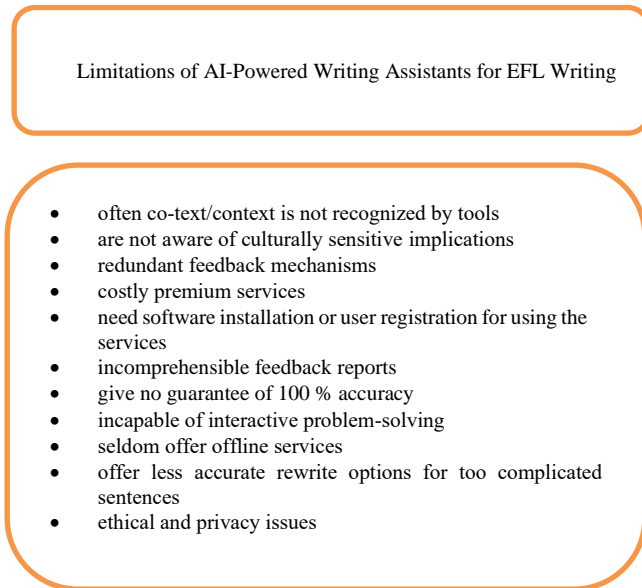 Limitations of AI-Powered Writing Assistants for EFL Writing
• often co-text/context is not recognized by tools
• are not aware of culturally sensitive implications
• redundant feedback mechanisms
• costly premium services
• need software installation or user registration for using the
services
• incomprehensible feedback reports
• give no guarantee of 100 % accuracy
• incapable of interactive problem-solving
• seldom offer offline services
• offer less accurate rewrite options for too complicated
sentences
• ethical and privacy issues